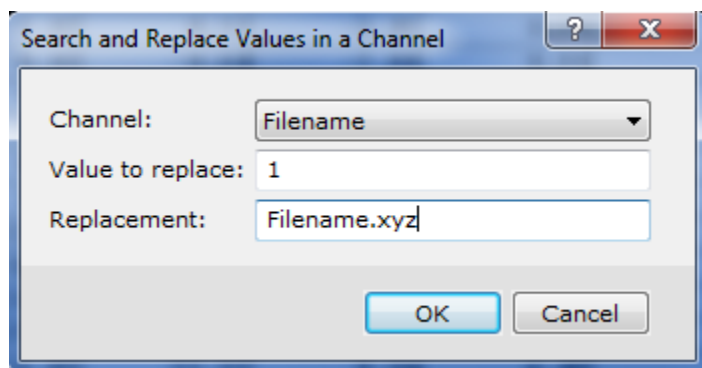 Search and Replace Values in a Channel
? X
Channel: Filename
Value to replace: 1
Replacement: Filename.xyz
OK Cancel